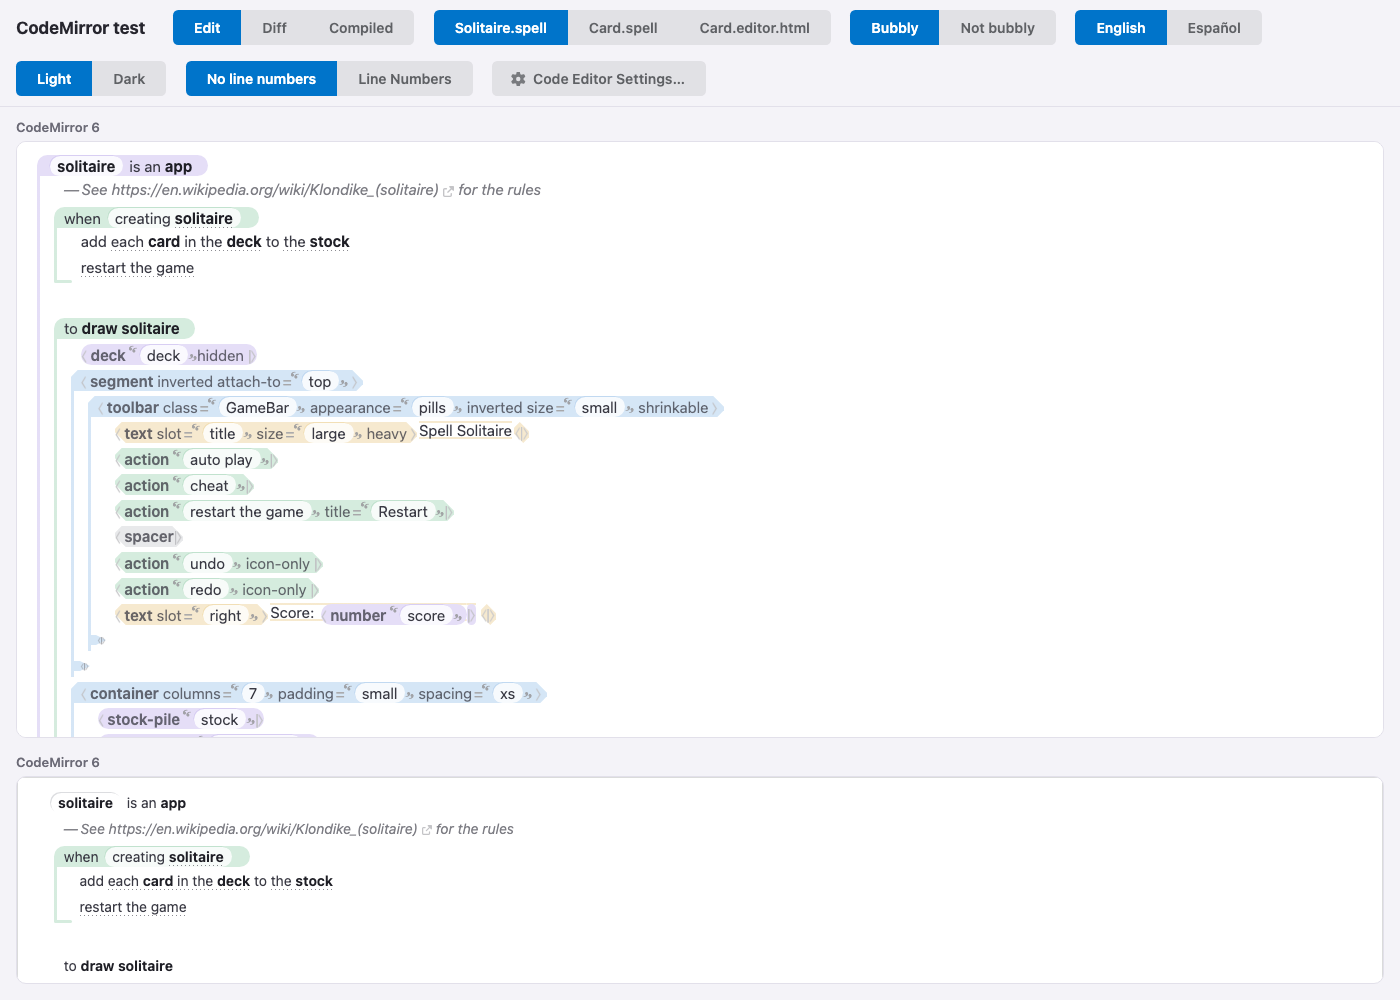 CodeMirror test Edit Diff Compiled Solitaire.spell Card.spell Card.editor.html Bubbly Not bubbly English Español
Light Dark No line numbers Line Numbers Code Editor Settings...
CodeMirror 6
solitaire is an app
— See https://en.wikipedia.org/wiki/Klondike_(solitaire) for the rules
when creating solitaire
add each card in the deck to the stock
restart the game
to draw solitaire
⟨deck “ deck ”hidden|⟩
⟨segment inverted attach-to=“ top ”⟩
⟨toolbar class=“ GameBar ” appearance=“ pills ” inverted size=“ small ” shrinkable⟩
⟨text slot=“ title ” size=“ large ” heavy⟩ Spell Solitaire ⟨|⟩
⟨action “ auto play ”|⟩
⟨action “ cheat ”|⟩
⟨action “ restart the game ” title=“ Restart ”|⟩
⟨spacer|⟩
⟨action “ undo ” icon-only|⟩
⟨action “ redo ” icon-only|⟩
⟨text slot=“ right ”⟩ Score: ⟨number “ score ”|⟩ ⟨|⟩
⟨|⟩
⟨|⟩
⟨container columns=“ 7 ” padding=“ small ” spacing=“ xs ”⟩
⟨stock-pile “ stock ”|⟩
CodeMirror 6
solitaire is an app
— See https://en.wikipedia.org/wiki/Klondike_(solitaire) for the rules
when creating solitaire
add each card in the deck to the stock
restart the game
to draw solitaire